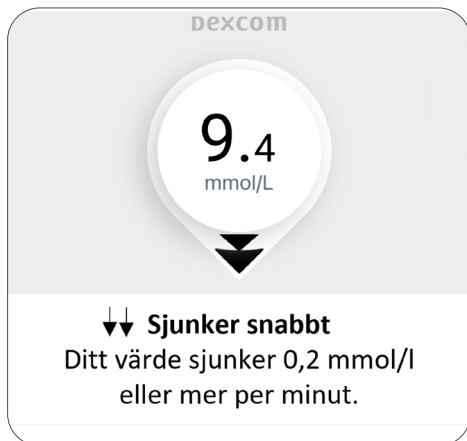 Dexcom
9.4
mmol/L
↓↓ Sjunker snabbt
Ditt värde sjunker 0,2 mmol/l
eller mer per minut.